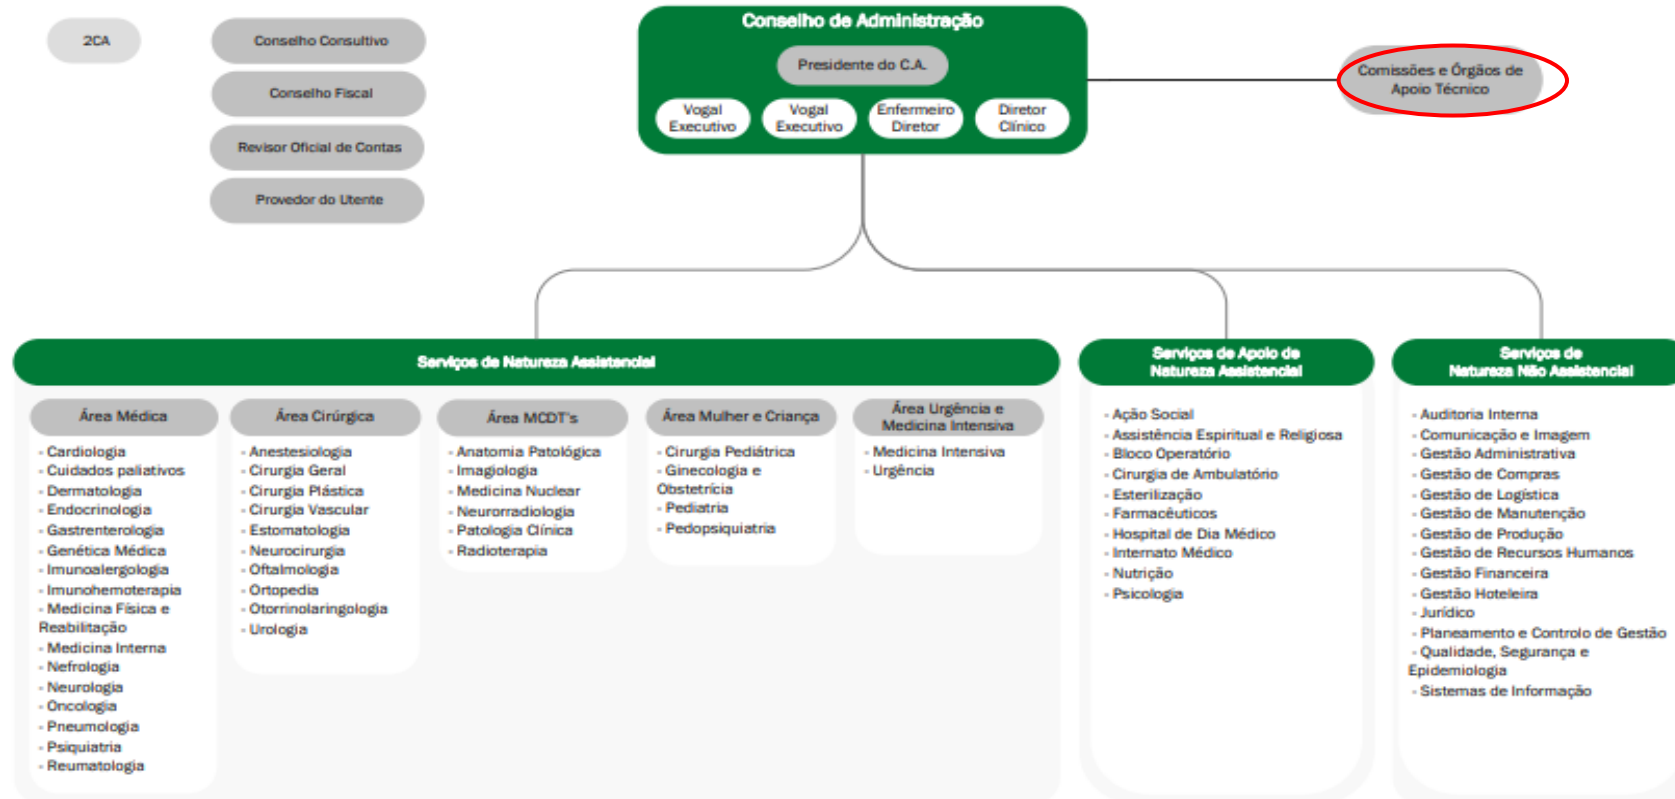 2CA
Conselho Consultivo
Conselho Fiscal
Revisor Oficial de Contas
Provedor do Utente
Conselho de Administração
Presidente do C.A.
Vogal
Executivo
Vogal
Executivo
Enfermeiro
Diretor
Diretor
Clínico
Comissões e Órgãos de
Apoio Técnico
Serviços de Natureza Assistencial
Área Médica
- Cardiologia
- Cuidados paliativos
- Dermatologia
- Endocrinologia
- Gastrenterologia
- Genética Médica
- Imunoalergologia
- Imunohemoterapia
- Medicina Física e
Reabilitação
- Medicina Interna
- Nefrologia
- Neurologia
- Oncologia
- Pneumologia
- Psiquiatria
- Reumatologia
Área Cirúrgica
- Anestesiologia
- Cirurgia Geral
- Cirurgia Plástica
- Cirurgia Vascular
- Estomatologia
- Neurocirurgia
- Oftalmologia
- Ortopedia
- Otorrinolaringologia
- Urologia
Área MCDT's
- Anatomia Patológica
- Imagiologia
- Medicina Nuclear
- Neurorradiologia
- Patologia Clínica
- Radioterapia
Área Mulher e Criança
- Cirurgia Pediátrica
- Ginecologia e
Obstetrícia
- Pediatria
- Pedopsiquiatria
Área Urgência e
Medicina Intensiva
- Medicina Intensiva
- Urgência
Serviços de Apoio de
Natureza Assistencial
- Ação Social
- Assistência Espiritual e Religiosa
- Bloco Operatório
- Cirurgia de Ambulatório
- Esterilização
- Farmacêuticos
- Hospital de Dia Médico
- Internato Médico
- Nutrição
- Psicologia
Serviços de
Natureza Não Assistencial
- Auditoria Interna
- Comunicação e Imagem
- Gestão Administrativa
- Gestão de Compras
- Gestão de Logística
- Gestão de Manutenção
- Gestão de Produção
- Gestão de Recursos Humanos
- Gestão Financeira
- Gestão Hoteleira
- Jurídico
- Planeamento e Controlo de Gestão
- Qualidade, Segurança e
Epidemiologia
- Sistemas de Informação